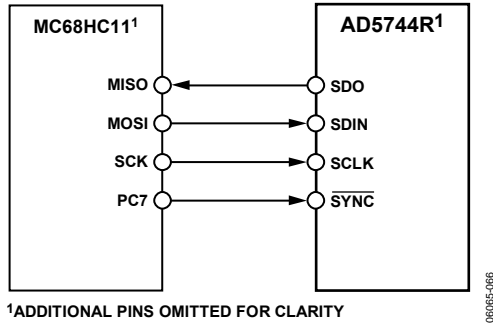 MC68HC11¹
AD5744R¹
MISO SDO
MOSI SDIN
SCK SCLK
PC7 SYNC
¹ADDITIONAL PINS OMITTED FOR CLARITY
06065-066